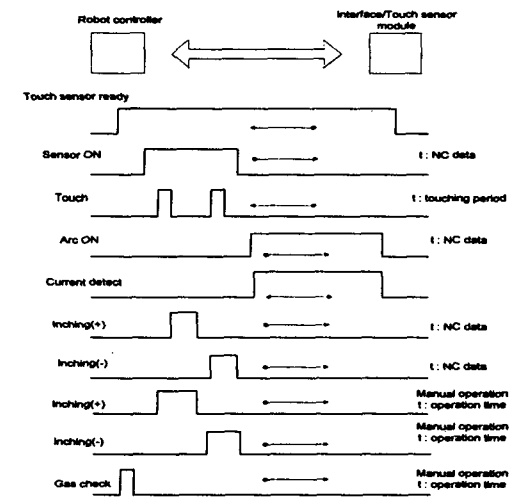 Robot controller
Interface/Touch sensor
module
Touch sensor ready
Sensor ON
t : NC data
Touch
t : touching period
Arc ON
t : NC data
Current detect
Inching(+)
t : NC data
Inching(-)
t : NC data
Inching(+)
Manual operation
t : operation time
Inching(-)
Manual operation
t : operation time
Gas check
Manual operation
t : operation time